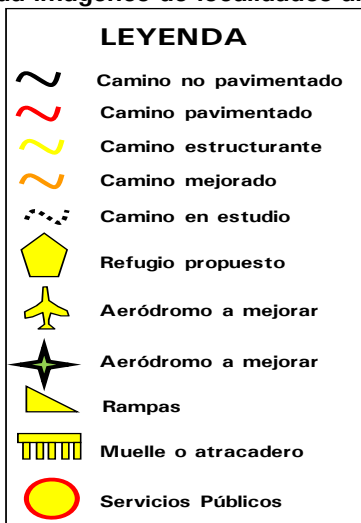 LEYENDA
Camino no pavimentado
Camino pavimentado
Camino estructurante
Camino mejorado
Camino en estudio
Refugio propuesto
Aeródromo a mejorar
Aeródromo a mejorar
Rampas
Muelle o atracadero
Servicios Públicos